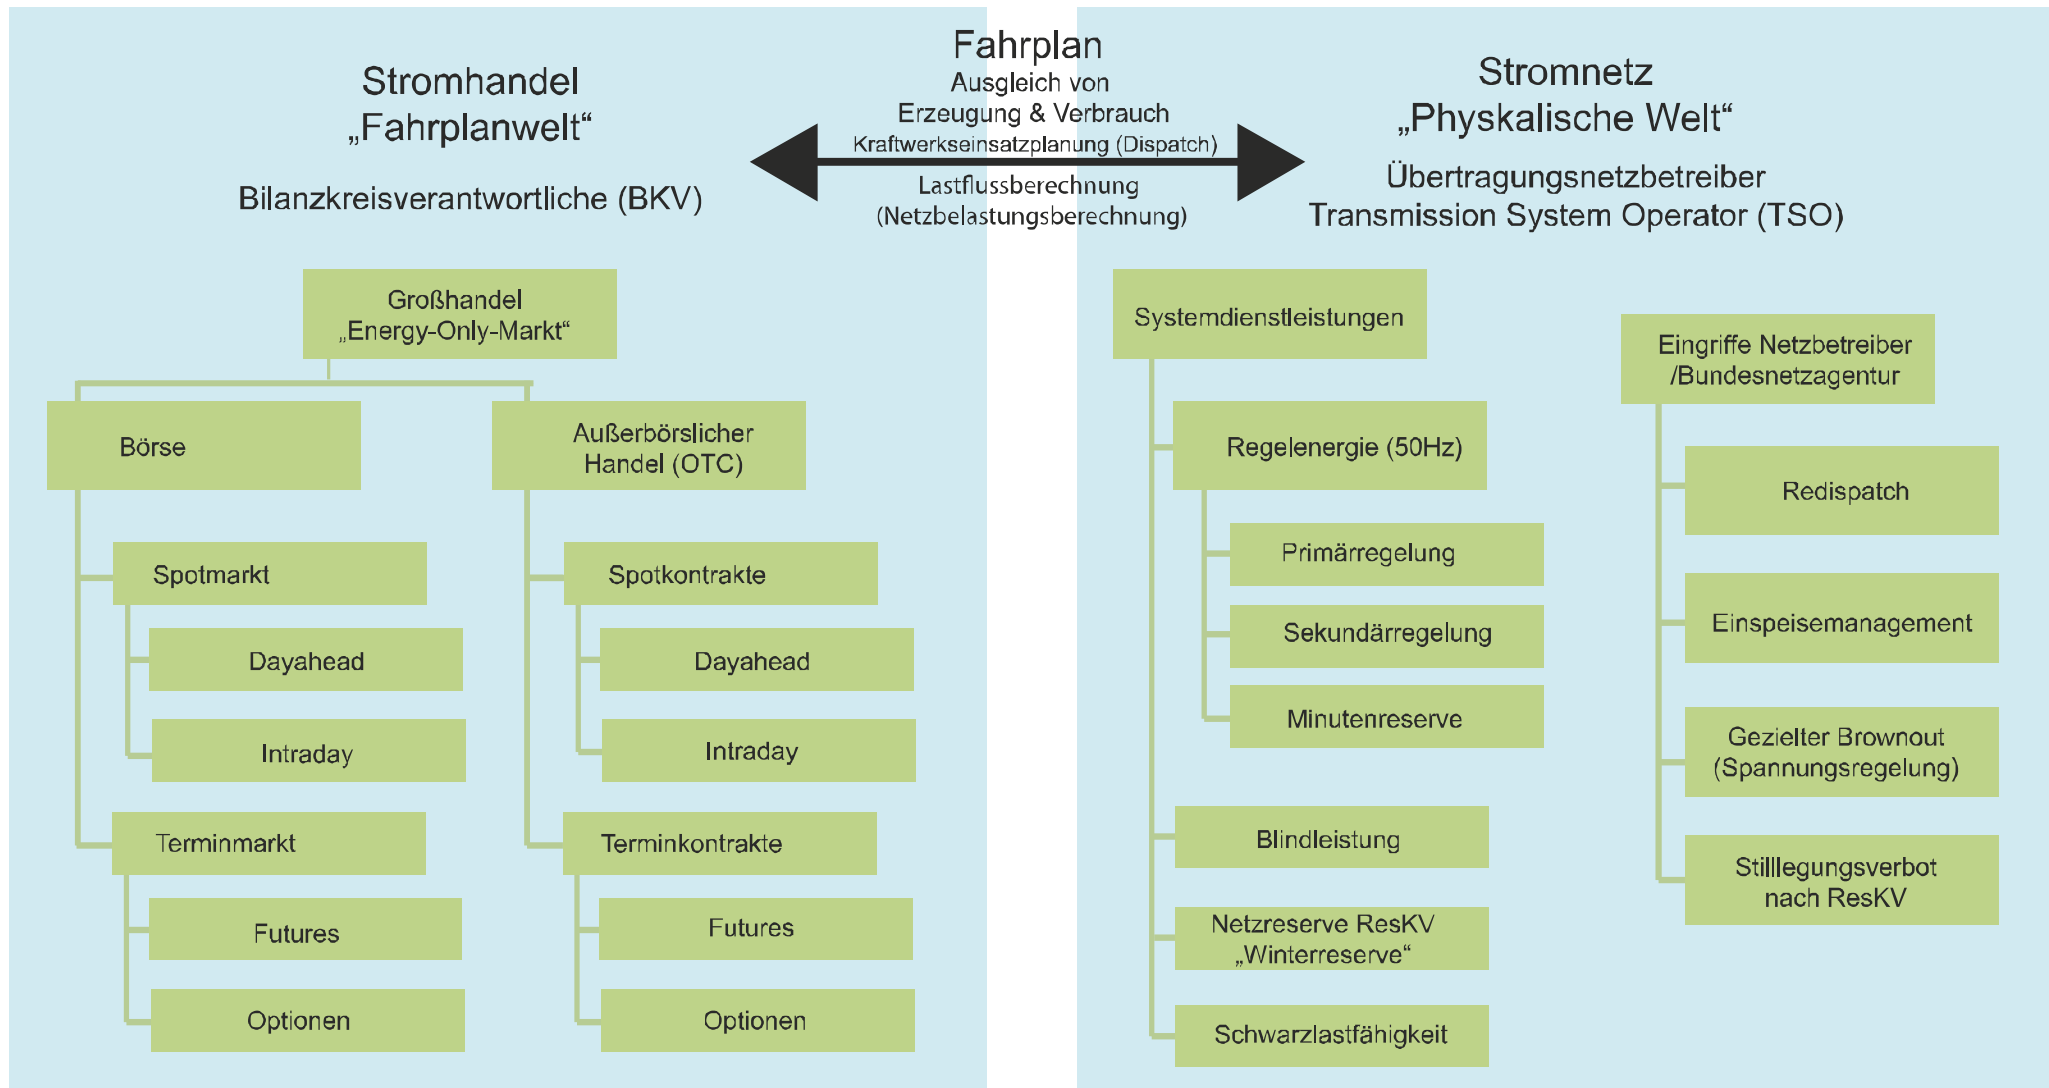 Stromhandel
„Fahrplanwelt“
Bilanzkreisverantwortliche (BKV)
Fahrplan
Ausgleich von
Erzeugung & Verbrauch
Kraftwerkseinsatzplanung (Dispatch)
Lastflussberechnung
(Netzbelastungsberechnung)
Stromnetz
„Physkalische Welt“
Übertragungsnetzbetreiber
Transmission System Operator (TSO)
Großhandel
„Energy-Only-Markt“
Börse
Spotmarkt
Dayahead
Intraday
Terminmarkt
Futures
Optionen
Außerbörslicher
Handel (OTC)
Spotkontrakte
Dayahead
Intraday
Terminkontrakte
Futures
Optionen
Systemdienstleistungen
Regelenergie (50Hz)
Primärregelung
Sekundärregelung
Minutenreserve
Blindleistung
Netzreserve ResKV
„Winterreserve“
Schwarzlastfähigkeit
Eingriffe Netzbetreiber
/Bundesnetzagentur
Redispatch
Einspeisemanagement
Gezielter Brownout
(Spannungsregelung)
Stilllegungsverbot
nach ResKV